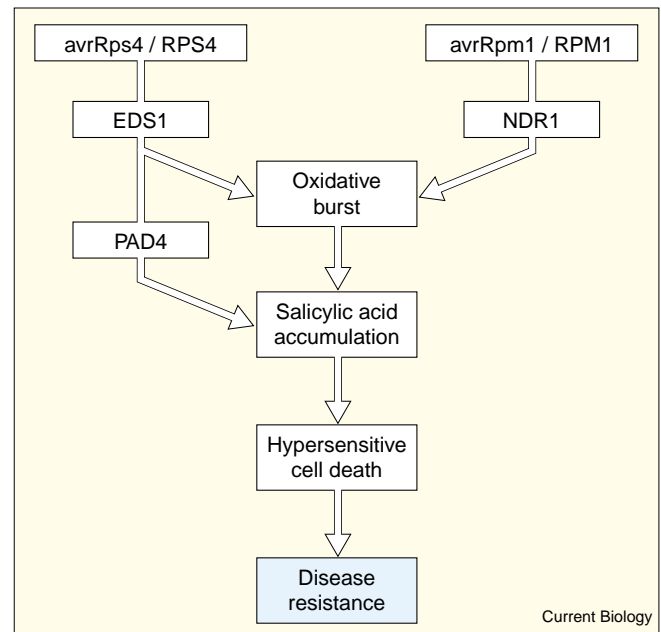 avrRps4 / RPS4
avrRpm1 / RPM1
EDS1
NDR1
Oxidative
burst
PAD4
Salicylic acid
accumulation
Hypersensitive
cell death
Disease
resistance
Current Biology